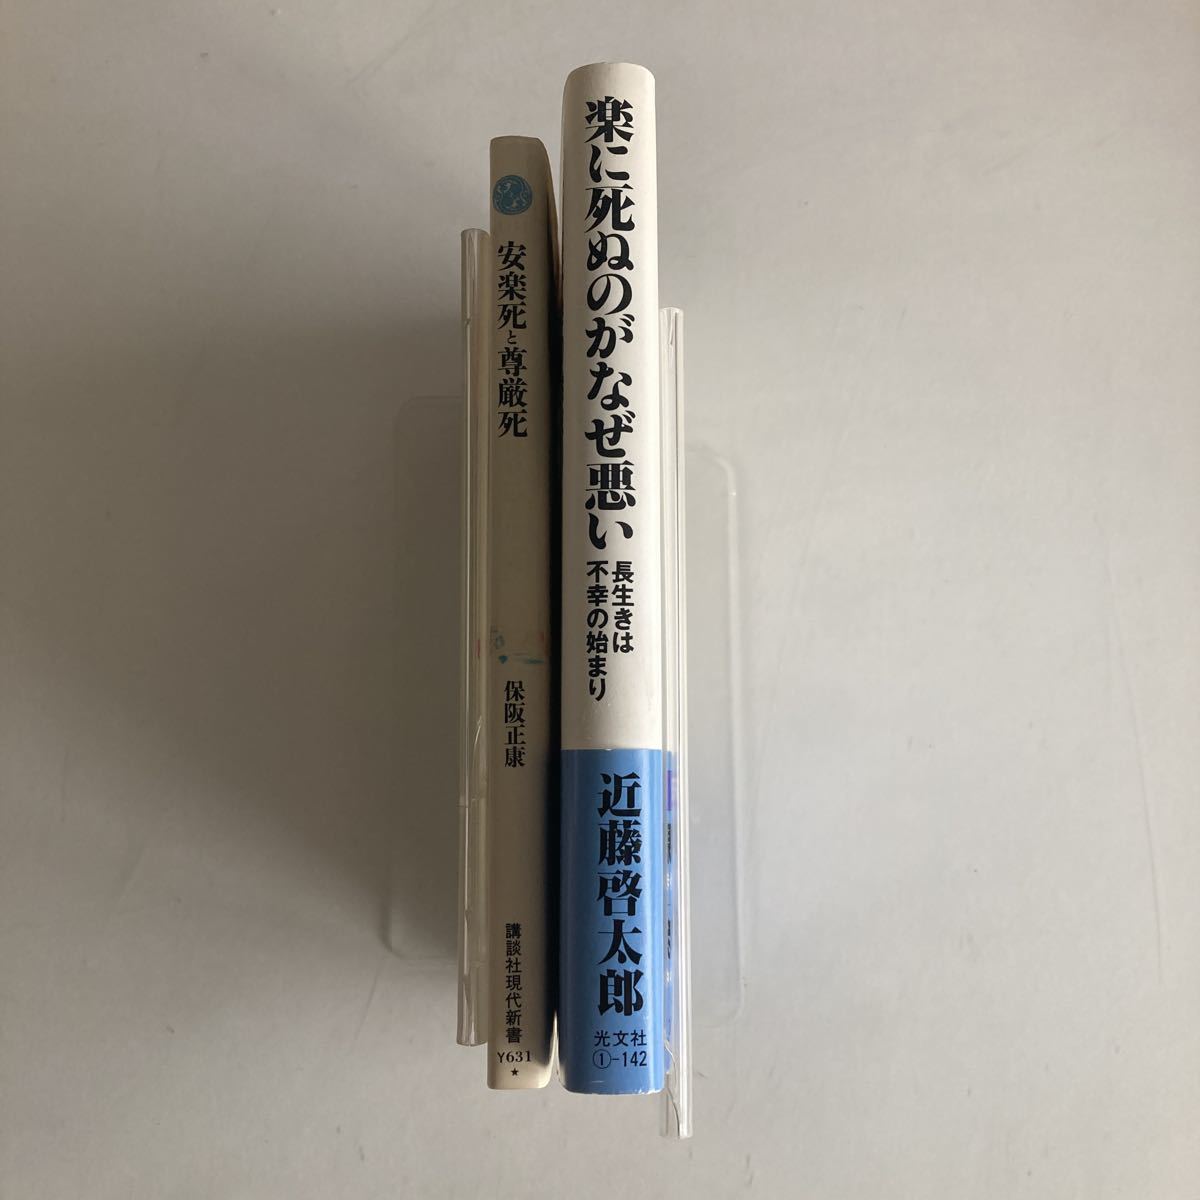 安楽死と尊厳死
保阪正康
講談社現代新書
Y631
★
楽に死ぬのがなぜ悪い
長生きは
不幸の始まり
近藤啓太郎
光文社
①-142